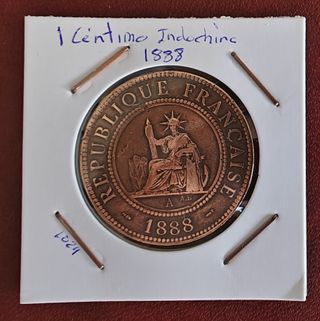 1 Céntimo Indochina
1888
REPUBLIQUE FRANÇAISE
A
1888